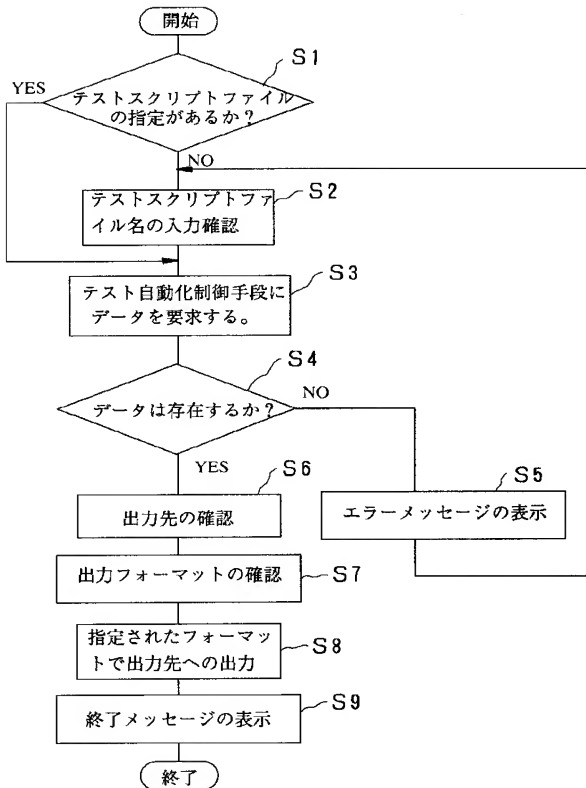 開始
S1
YES
テストスクリプトファイル
の指定があるか？
NO
S2
テストスクリプトファ
イル名の入力確認
S3
テスト自動化制御手段に
データを要求する。
S4
データは存在するか？
NO
YES
S6
出力先の確認
S5
エラーメッセージの表示
出力フォーマットの確認
S7
指定されたフォーマッ
トで出力先への出力
S8
終了メッセージの表示
S9
終了